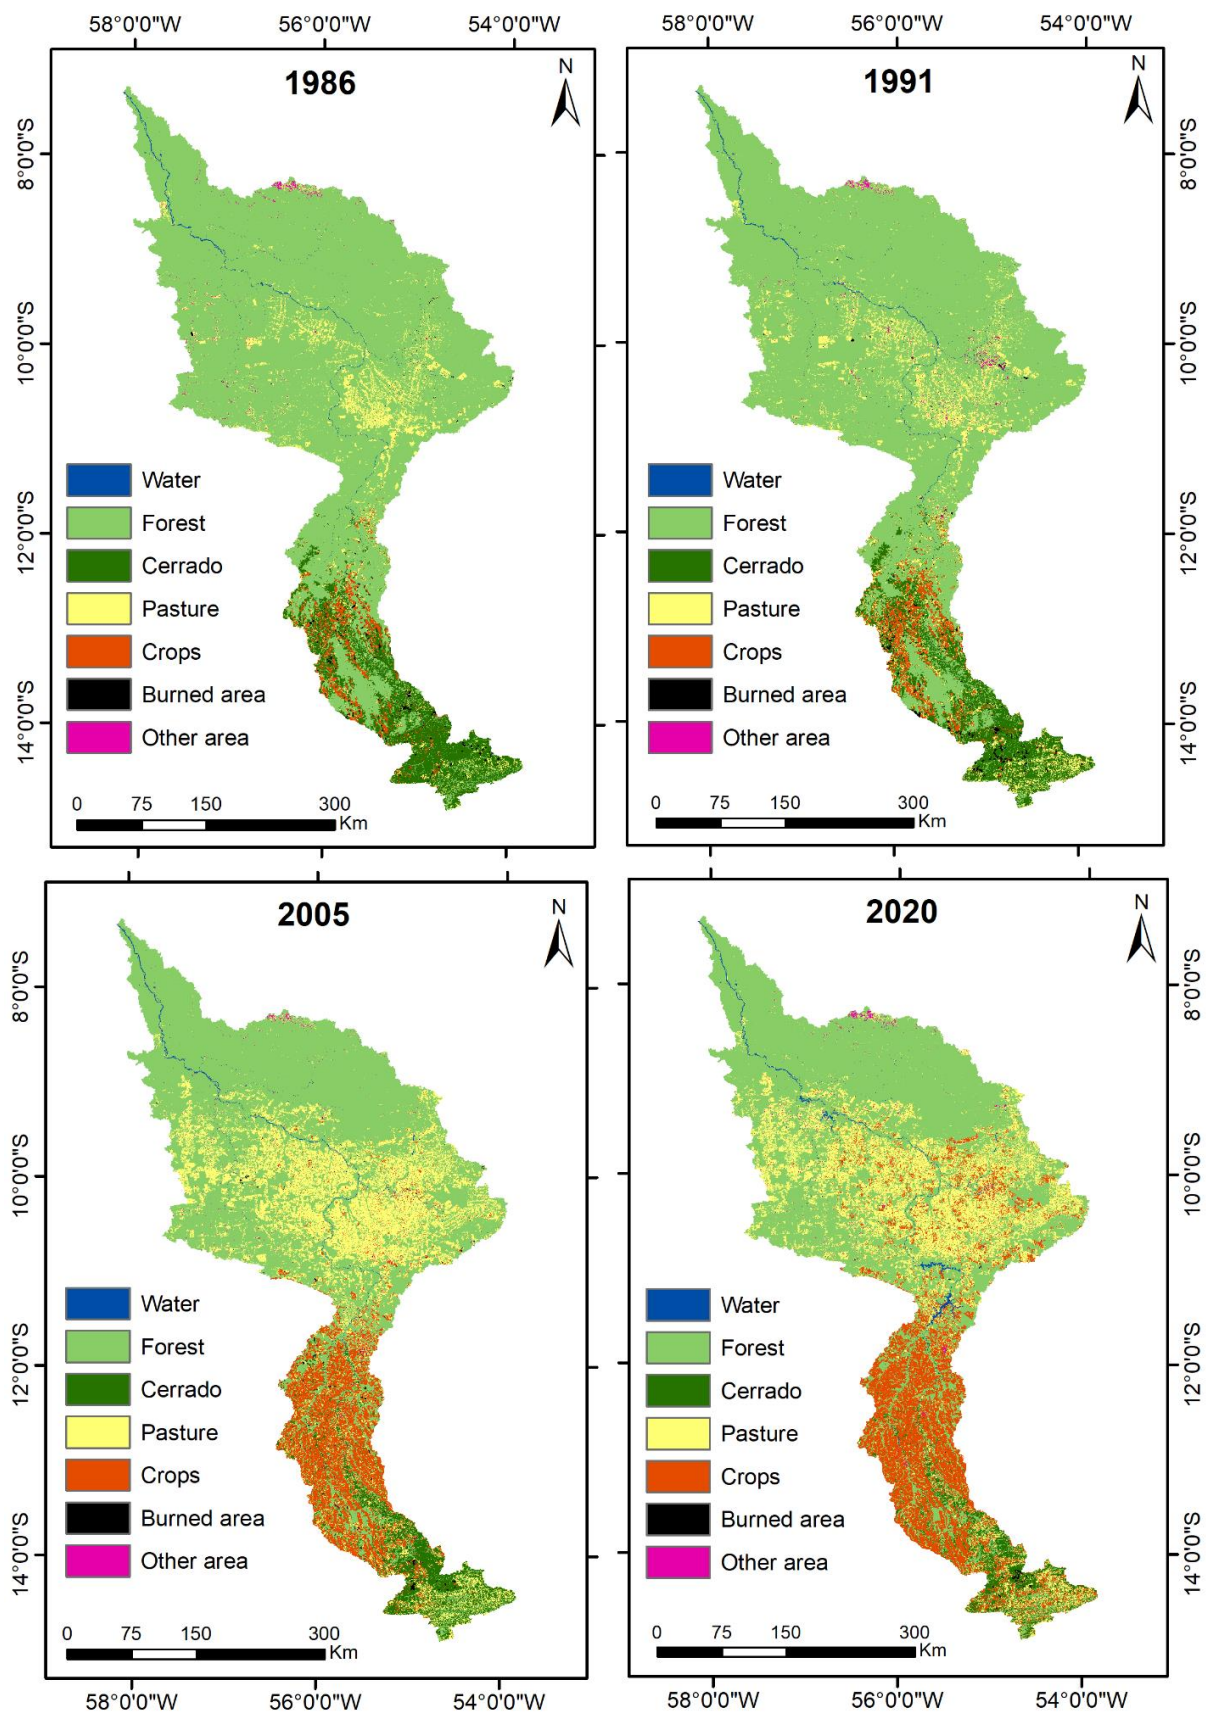 58°0'0"W 56°0'0"W 54°0'0"W 58°0'0"W 56°0'0"W 54°0'0"W
1986
N
8°0'0"S
10°0'0"S
12°0'0"S
14°0'0"S
Water
Forest
Cerrado
Pasture
Crops
Burned area
Other area
0 75 150 300
Km
1991
N
8°0'0"S
10°0'0"S
12°0'0"S
14°0'0"S
Water
Forest
Cerrado
Pasture
Crops
Burned area
Other area
0 75 150 300
Km
2005
N
8°0'0"S
10°0'0"S
12°0'0"S
14°0'0"S
Water
Forest
Cerrado
Pasture
Crops
Burned area
Other area
0 75 150 300
Km
2020
N
8°0'0"S
10°0'0"S
12°0'0"S
14°0'0"S
Water
Forest
Cerrado
Pasture
Crops
Burned area
Other area
0 75 150 300
Km
58°0'0"W 56°0'0"W 54°0'0"W 58°0'0"W 56°0'0"W 54°0'0"W